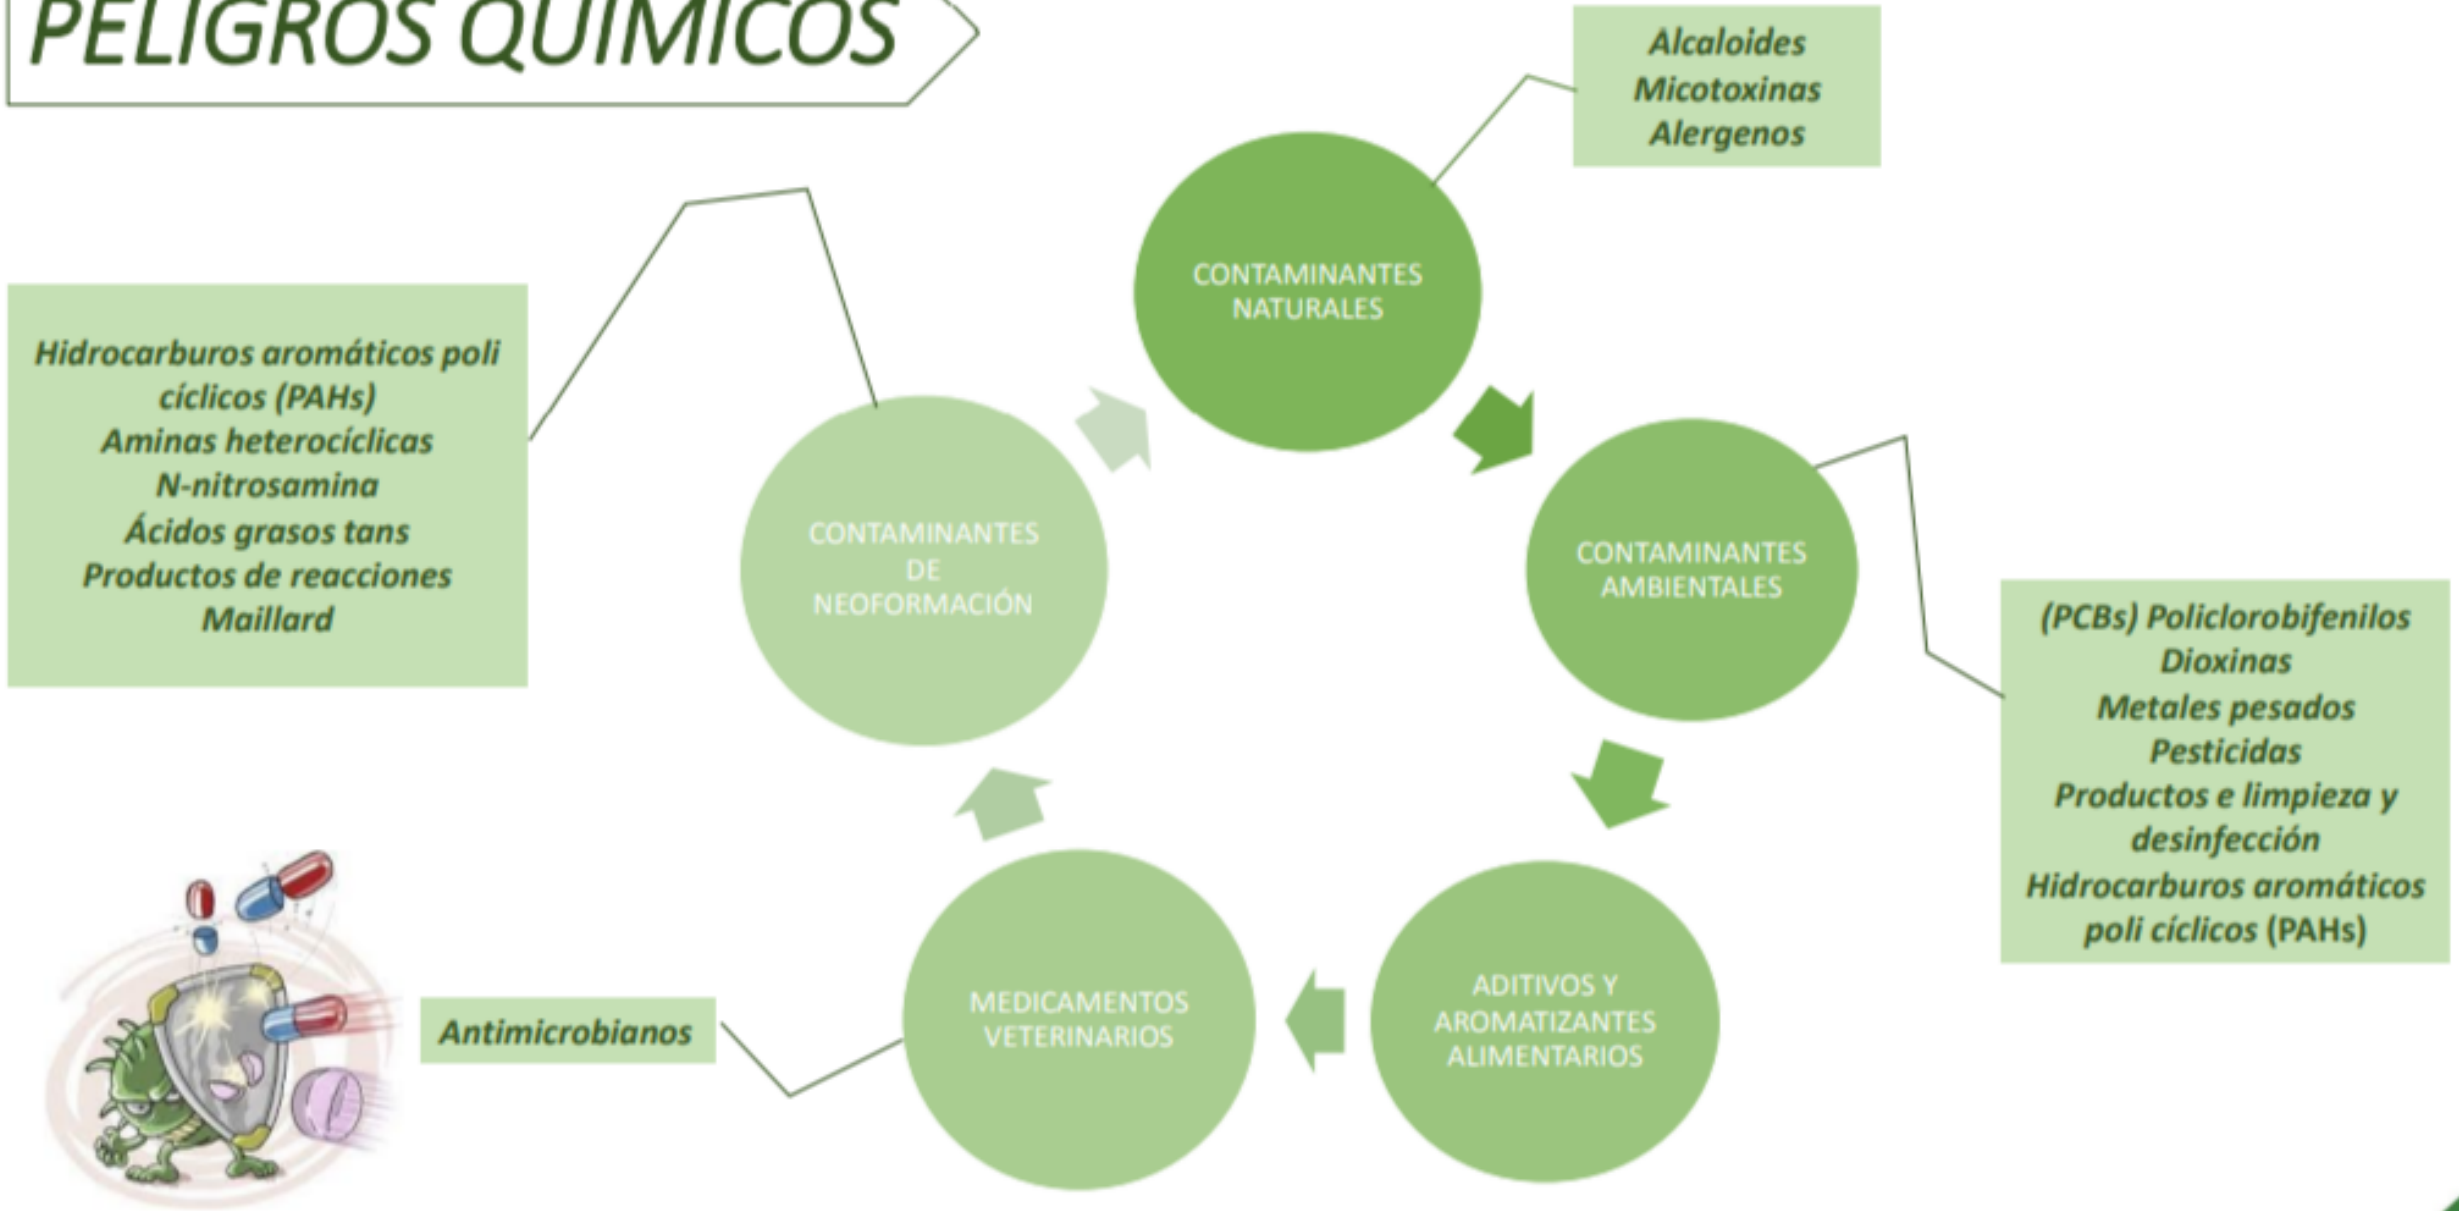 PELIGROS QUÍMICOS
Alcaloides
Micotoxinas
Alergenos
CONTAMINANTES
NATURALES
CONTAMINANTES
AMBIENTALES
(PCBs) Policlorobifenilos
Dioxinas
Metales pesados
Pesticidas
Productos e limpieza y
desinfección
Hidrocarburos aromáticos
poli cíclicos (PAHs)
ADITIVOS Y
AROMATIZANTES
ALIMENTARIOS
MEDICAMENTOS
VETERINARIOS
Antimicrobianos
CONTAMINANTES
DE
NEOFORMACIÓN
Hidrocarburos aromáticos poli
cíclicos (PAHs)
Aminas heterocíclicas
N-nitrosamina
Ácidos grasos tans
Productos de reacciones
Maillard